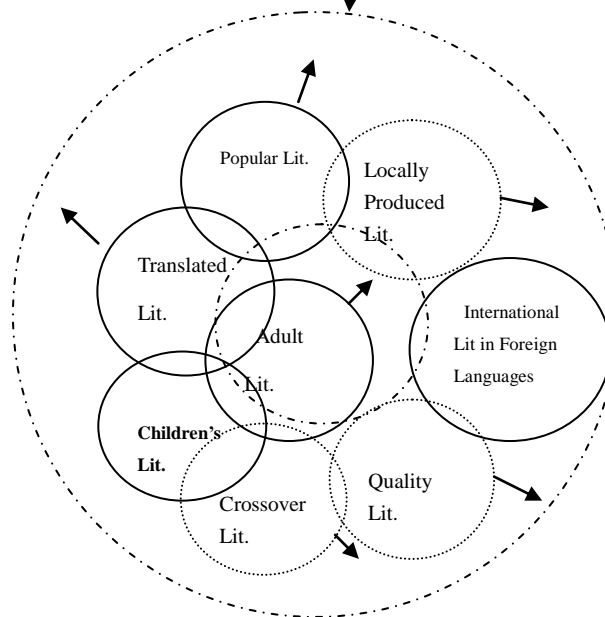 Popular Lit.
Locally
Produced
Lit.
Translated
Lit.
International
Lit in Foreign
Languages
Adult
Lit.
Children's
Lit.
Crossover
Lit.
Quality
Lit.